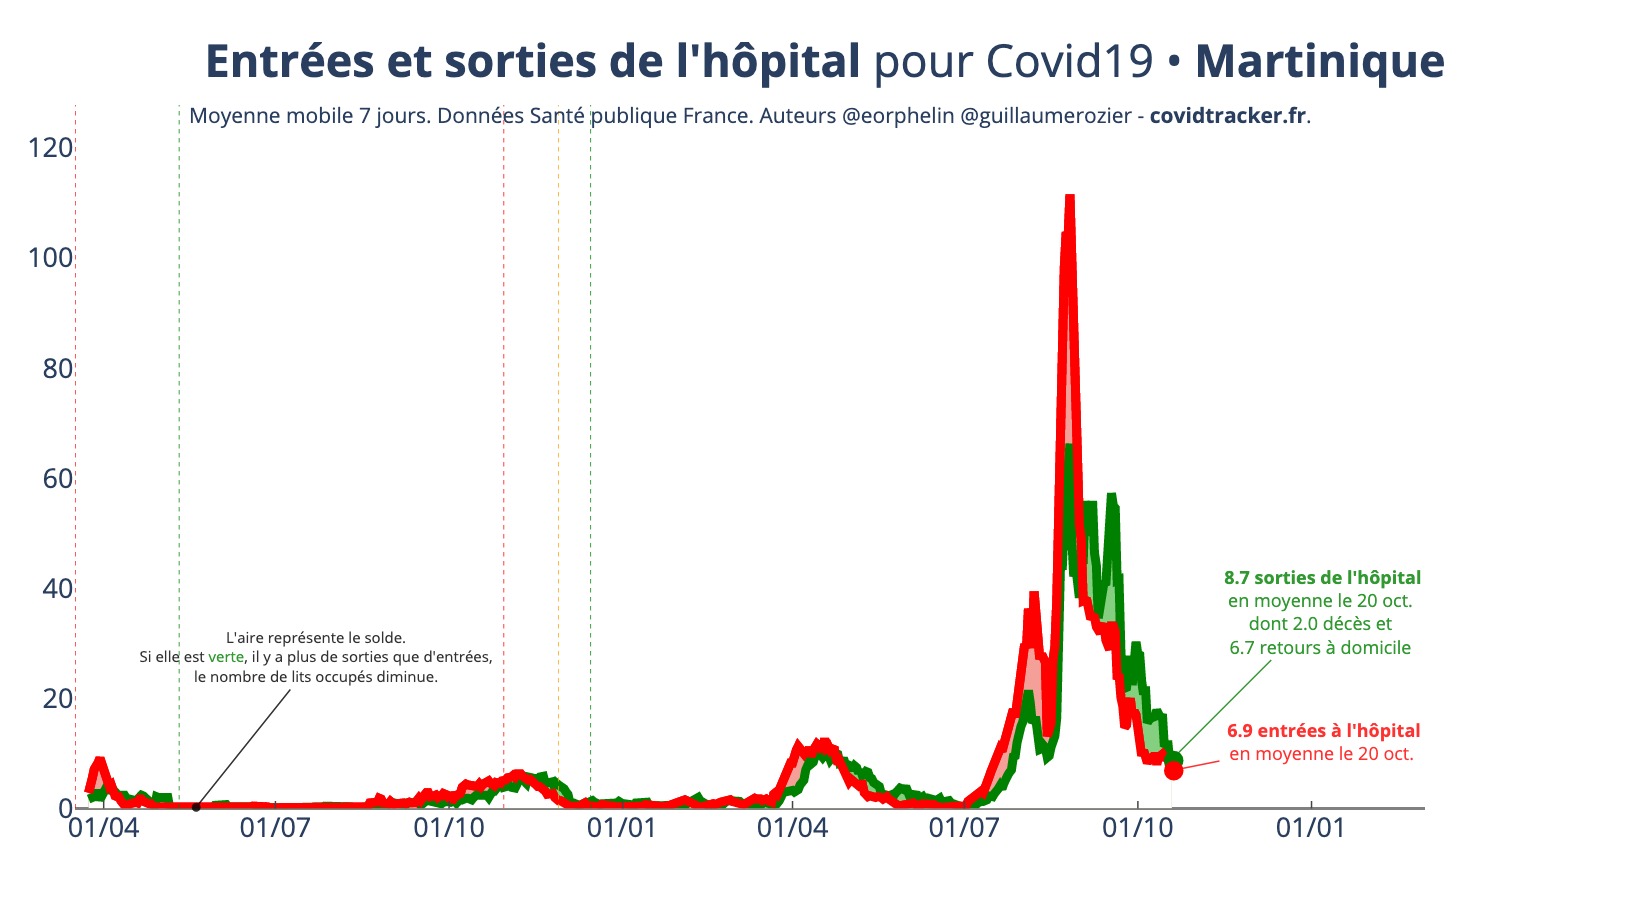 Entrées et sorties de l'hôpital pour Covid19 • Martinique
Moyenne mobile 7 jours. Données Santé publique France. Auteurs @eorphelin @guillaumerozier - covidtracker.fr.
120
100
80
60
40
20
0
L'aire représente le solde.
Si elle est verte, il y a plus de sorties que d'entrées,
le nombre de lits occupés diminue.
8.7 sorties de l'hôpital
en moyenne le 20 oct.
dont 2.0 décès et
6.7 retours à domicile
6.9 entrées à l'hôpital
en moyenne le 20 oct.
01/04 01/07 01/10 01/01 01/04 01/07 01/10 01/01